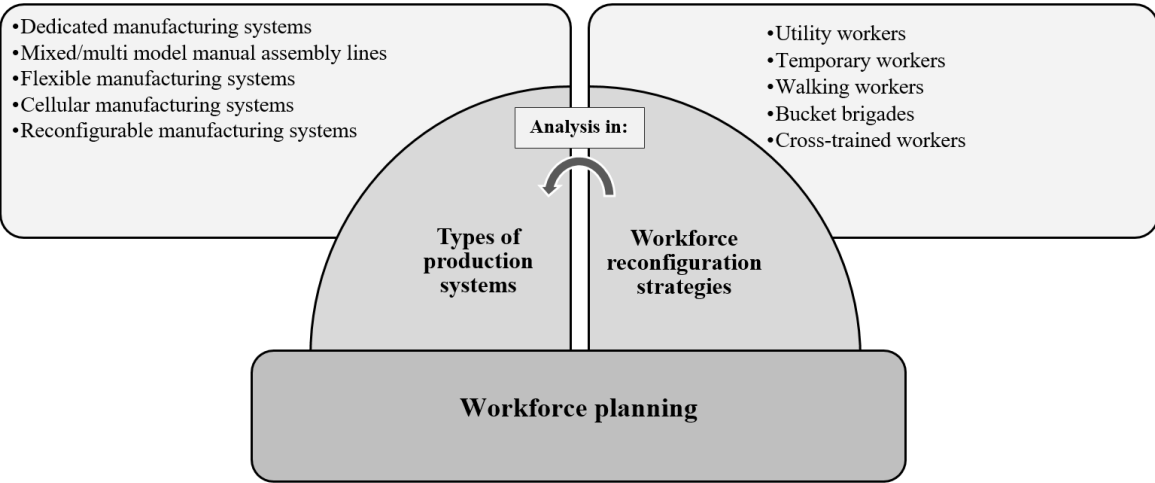 •Dedicated manufacturing systems
•Mixed/multi model manual assembly lines
•Flexible manufacturing systems
•Cellular manufacturing systems
•Reconfigurable manufacturing systems
•Utility workers
•Temporary workers
•Walking workers
•Bucket brigades
•Cross-trained workers
Analysis in:
Types of
production
systems
Workforce
reconfiguration
strategies
Workforce planning